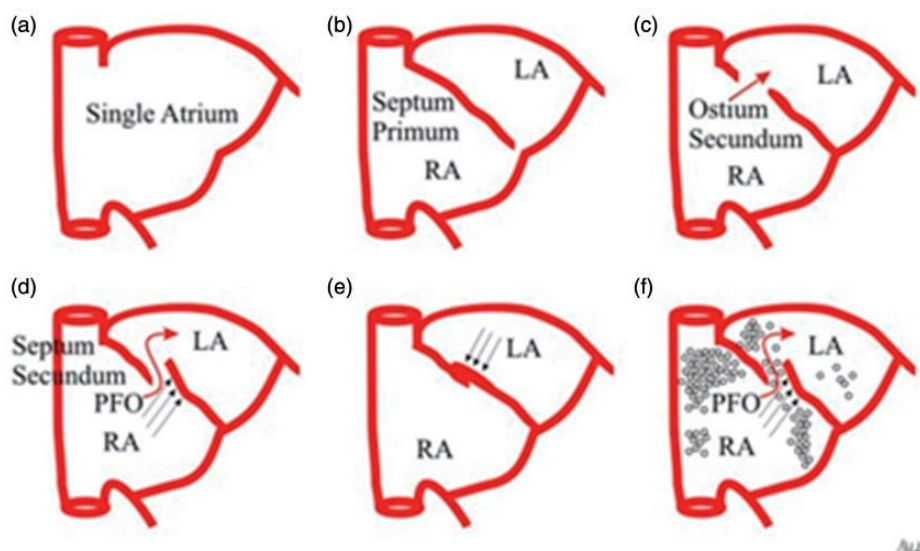 (a)
Single Atrium
(b)
LA
Septum
Primum
RA
(c)
LA
Ostium
Secundum
RA
(d)
LA
Septum
Secundum
PFO
RA
(e)
LA
RA
(f)
LA
PFO
RA